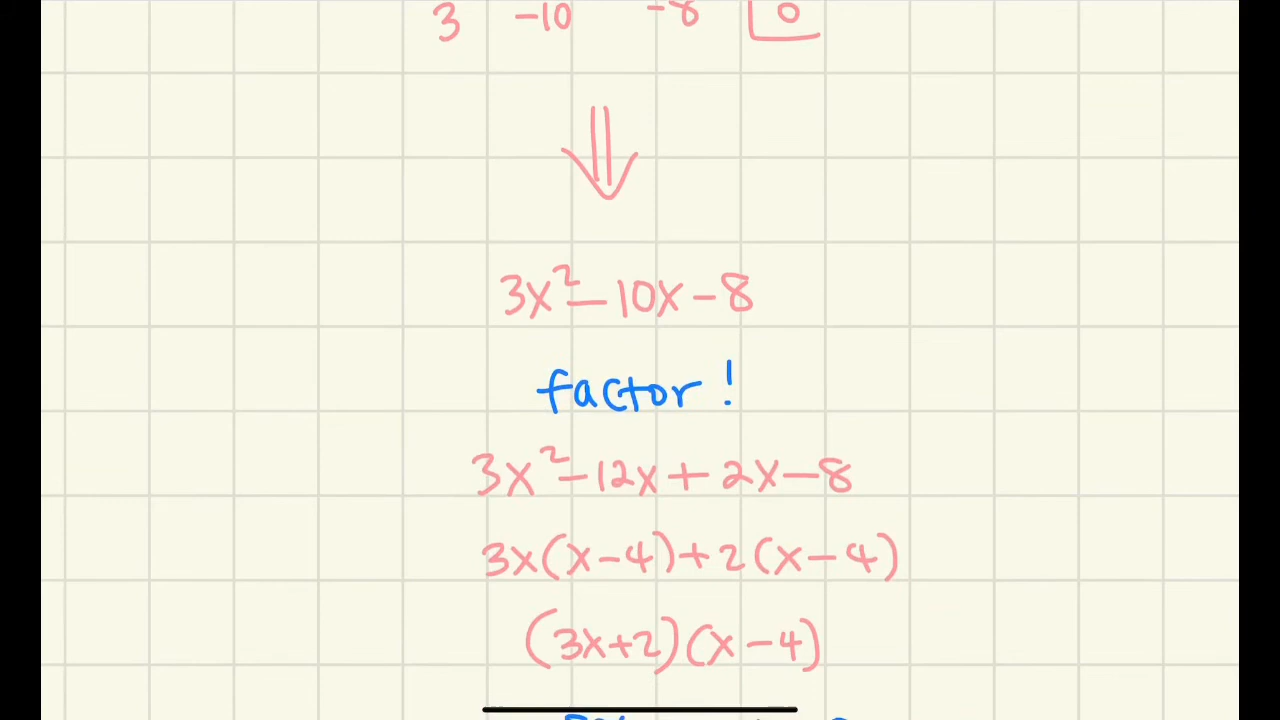 3 -10 -8 0
3x²-10x-8
factor!
3x²-12x+2x-8
3x(x-4)+2(x-4)
(3x+2)(x-4)